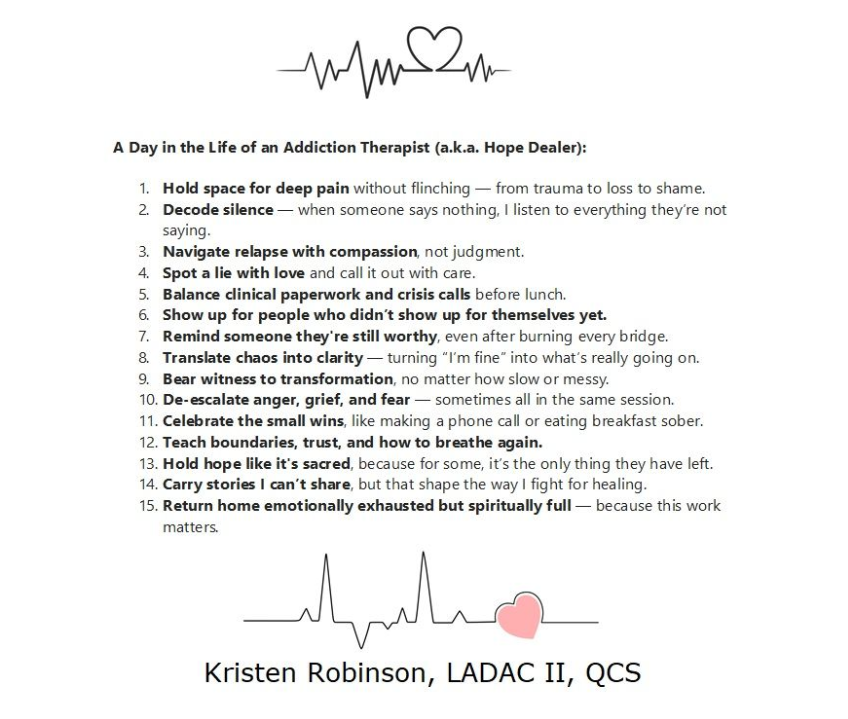 A Day in the Life of an Addiction Therapist (a.k.a. Hope Dealer):
1. Hold space for deep pain without flinching — from trauma to loss to shame.
2. Decode silence — when someone says nothing, I listen to everything they're not
saying.
3. Navigate relapse with compassion, not judgment.
4. Spot a lie with love and call it out with care.
5. Balance clinical paperwork and crisis calls before lunch.
6. Show up for people who didn't show up for themselves yet.
7. Remind someone they're still worthy, even after burning every bridge.
8. Translate chaos into clarity — turning "I'm fine" into what's really going on.
9. Bear witness to transformation, no matter how slow or messy.
10. De-escalate anger, grief, and fear — sometimes all in the same session.
11. Celebrate the small wins, like making a phone call or eating breakfast sober.
12. Teach boundaries, trust, and how to breathe again.
13. Hold hope like it's sacred, because for some, it's the only thing they have left.
14. Carry stories I can't share, but that shape the way I fight for healing.
15. Return home emotionally exhausted but spiritually full — because this work
matters.
Kristen Robinson, LADAC II, QCS